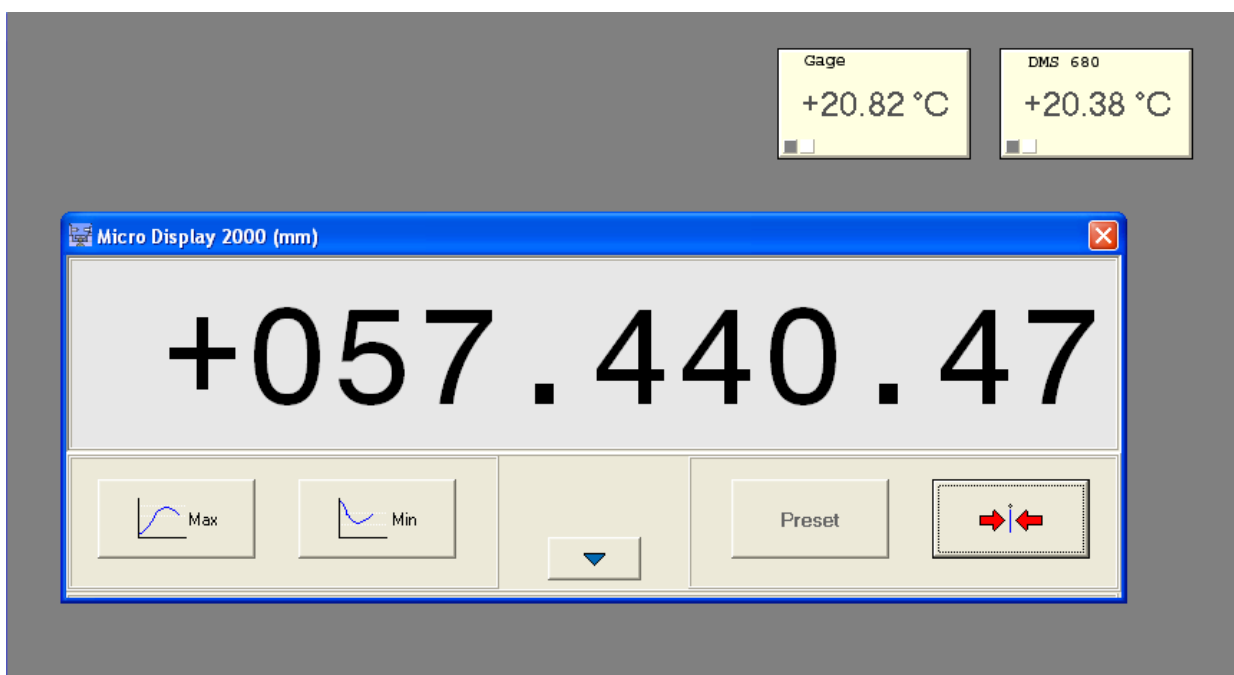 Gage
+20.82 °C
DMS 680
+20.38 °C
Micro Display 2000 (mm)
+057.440.47
Max
Min
Preset